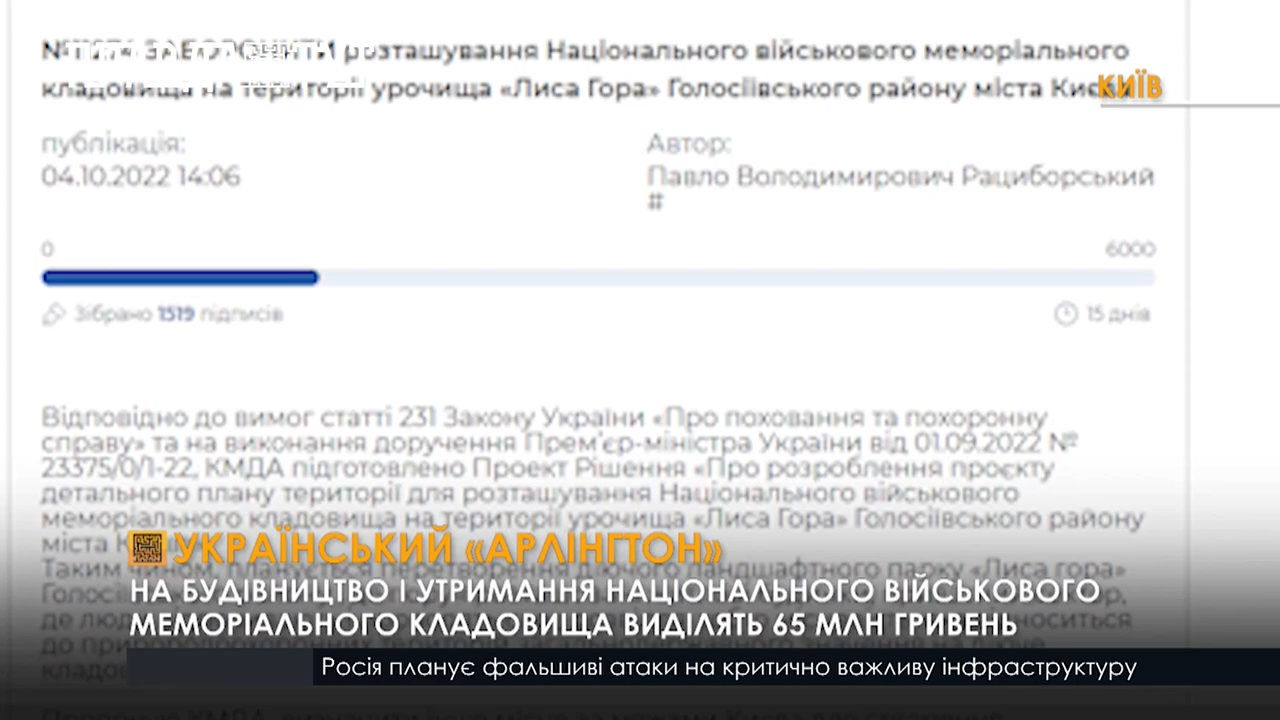 розташування Національного військового меморіального
кладовища на території урочища «Лиса Гора» Голосіївського району міста
КИЇВ
публікація:
04.10.2022 14:06
Автор:
Павло Володимирович Рациборський
#
0
6000
Зібрано 1519 підписів
15 днів
Відповідно до вимог статті 231 Закону України «Про поховання та похоронну
справу» та на виконання доручення Прем'єр-міністра України від 01.09.2022 №
23375/0/1-22, КМДА підготовлено Проект Рішення «Про розроблення проєкту
детального плану території для розташування Національного військового
меморіального кладовища на території урочища «Лиса Гора» Голосіївського району
міста
УКРАЇНСЬКИЙ «АРЛІНГТОН»
ландшафтного парку «Лиса гора»
НА БУДІВНИЦТВО І УТРИМАННЯ НАЦІОНАЛЬНОГО ВІЙСЬКОВОГО
МЕМОРІАЛЬНОГО КЛАДОВИЩА ВИДІЛЯТЬ 65 МЛН ГРИВЕНЬ
Росія планує фальшиві атаки на критично важливу інфраструктуру